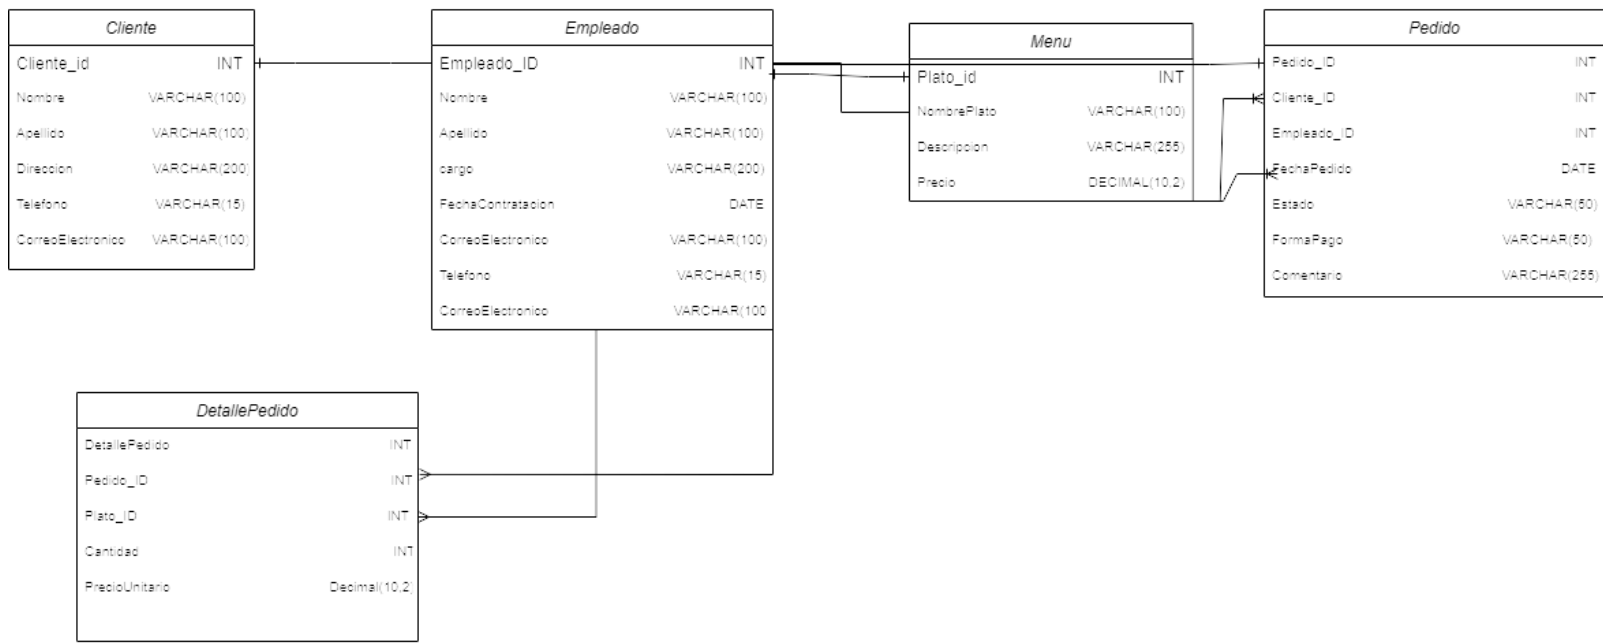 Cliente
Cliente_id INT
Nombre VARCHAR(100)
Apellido VARCHAR(100)
Direccion VARCHAR(200)
Telefono VARCHAR(15)
CorreoElectronico VARCHAR(100)
Empleado
Empleado_ID INT
Nombre VARCHAR(100)
Apellido VARCHAR(100)
cargo VARCHAR(200)
FechaContratacion DATE
CorreoElectronico VARCHAR(100)
Telefono VARCHAR(15)
CorreoElectronico VARCHAR(100
Menu
Plato_id INT
NombrePlato VARCHAR(100)
Descripcion VARCHAR(255)
Precio DECIMAL(10,2)
Pedido
Pedido_ID INT
Cliente_ID INT
Empleado_ID INT
FechaPedido DATE
Estado VARCHAR(50)
FormaPago VARCHAR(50)
Comentario VARCHAR(255)
DetallePedido
DetallePedido INT
Pedido_ID INT
Plato_ID INT
Cantidad INT
PrecioUnitario Decimal(10,2)